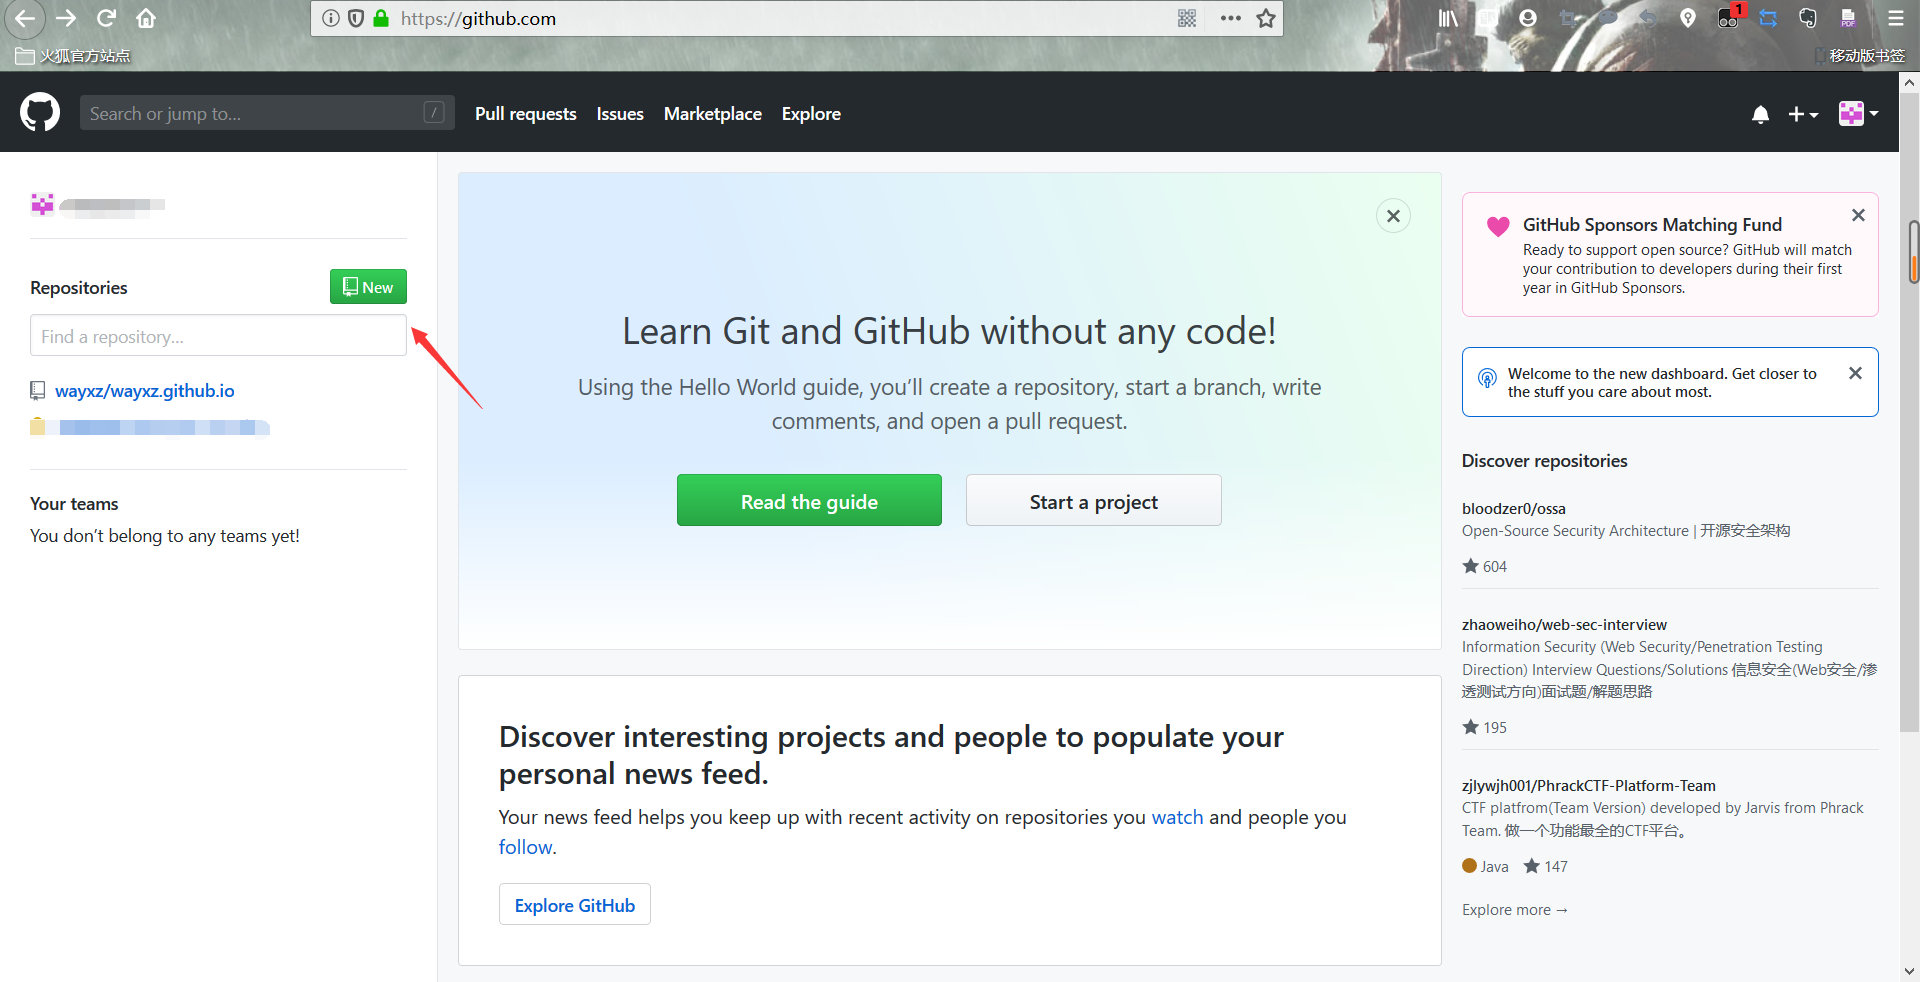 https://github.com
1
火狐官方站点
移动版书签
Search or jump to...
/
Pull requests
Issues
Marketplace
Explore
Repositories
New
Find a repository...
wayxz/wayxz.github.io
Your teams
You don’t belong to any teams yet!
Learn Git and GitHub without any code!
Using the Hello World guide, you’ll create a repository, start a branch, write
comments, and open a pull request.
Read the guide
Start a project
Discover interesting projects and people to populate your
personal news feed.
Your news feed helps you keep up with recent activity on repositories you watch and people you
follow.
Explore GitHub
GitHub Sponsors Matching Fund
Ready to support open source? GitHub will match
your contribution to developers during their first
year in GitHub Sponsors.
Welcome to the new dashboard. Get closer to
the stuff you care about most.
Discover repositories
bloodzer0/ossa
Open-Source Security Architecture | 开源安全架构
604
zhaoweiho/web-sec-interview
Information Security (Web Security/Penetration Testing
Direction) Interview Questions/Solutions 信息安全(Web安全/渗
透测试方向)面试题/解题思路
195
zjlywjh001/PhrackCTF-Platform-Team
CTF platfrom(Team Version) developed by Jarvis from Phrack
Team. 做一个功能最全的CTF平台。
Java
147
Explore more →